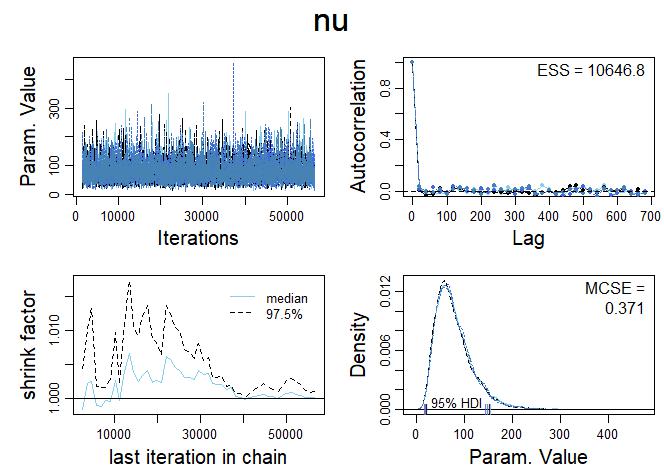 nu
Param. Value
300
100
0
0 10000 30000 50000
Iterations
Autocorrelation
0.8
0.4
0.0
ESS = 10646.8
0 100 200 300 400 500 600 700
Lag
shrink factor
1.010
1.000
median
97.5%
10000 30000 50000
last iteration in chain
Density
0.012
0.006
0.000
MCSE =
0.371
95% HDI
0 100 200 300 400
Param. Value